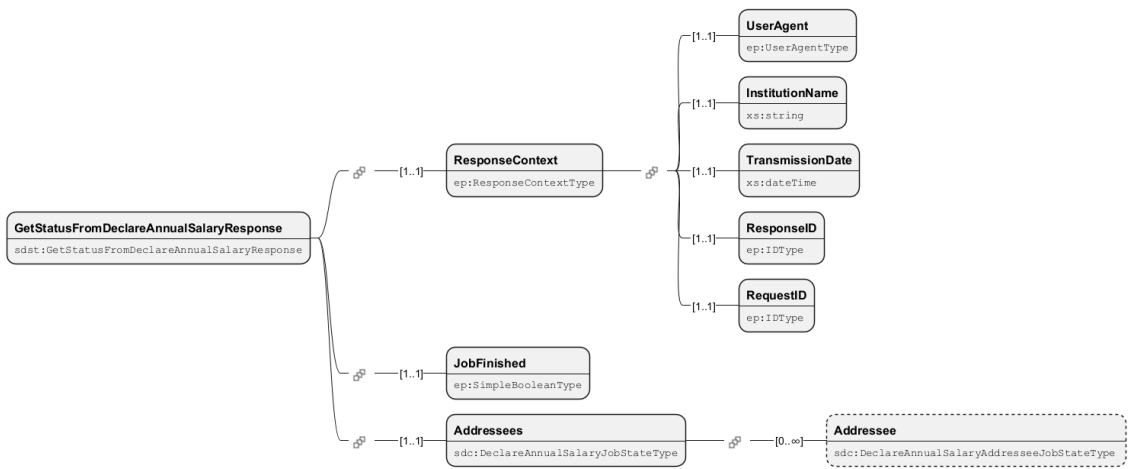 UserAgent
[1..1]
ep:UserAgentType
InstitutionName
[1..1]
xs:string
ResponseContext
[1..1]
ep:ResponseContextType
TransmissionDate
[1..1]
xs:dateTime
GetStatusFromDeclareAnnualSalaryResponse
sdst:GetStatusFromDeclareAnnualSalaryResponse
ResponseID
[1..1]
ep:IDType
RequestID
[1..1]
ep:IDType
JobFinished
[1..1]
ep:SimpleBooleanType
Addressees
[1..1]
sdc:DeclareAnnualSalaryJobStateType
Addressee
[0..∞]
sdc:DeclareAnnualSalaryAddresseeJobStateType